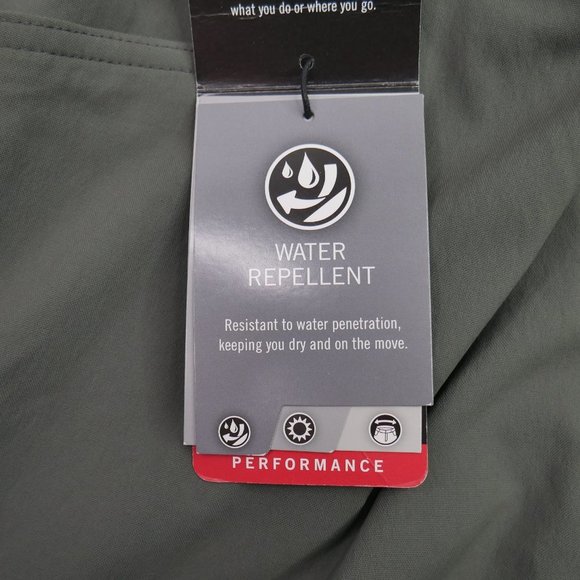 what you do or where you go.
WATER
REPELLENT
Resistant to water penetration,
keeping you dry and on the move.
PERFORMANCE